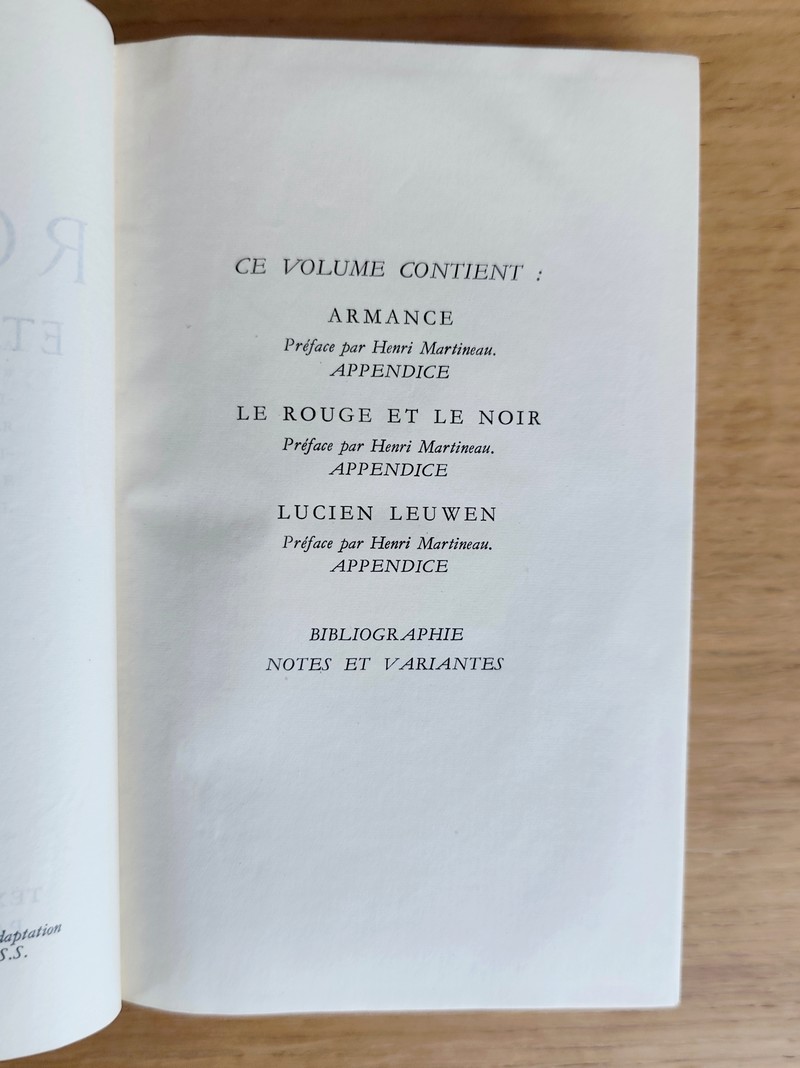 daptation
S.S.
CE VOLUME CONTIENT :
ARMANCE
Préface par Henri Martineau.
APPENDICE
LE ROUGE ET LE NOIR
Préface par Henri Martineau.
APPENDICE
LUCIEN LEUWEN
Préface par Henri Martineau.
APPENDICE
BIBLIOGRAPHIE
NOTES ET VARIANTES